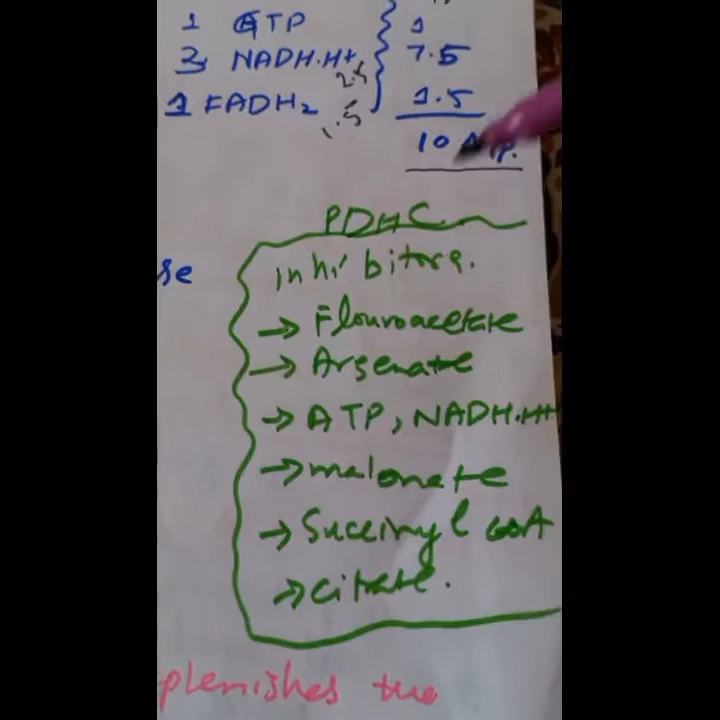 1 GTP 1
3 NADH.H+ 2.5 7.5
1 FADH2 1.5 1.5
10 ATP.
PDHC
se inhibitors.
→ Flouroacetate
→ Arsenate
→ ATP, NADH.H+
→ malonate
→ Succinyl CoA
→ citrate.
plenishes the